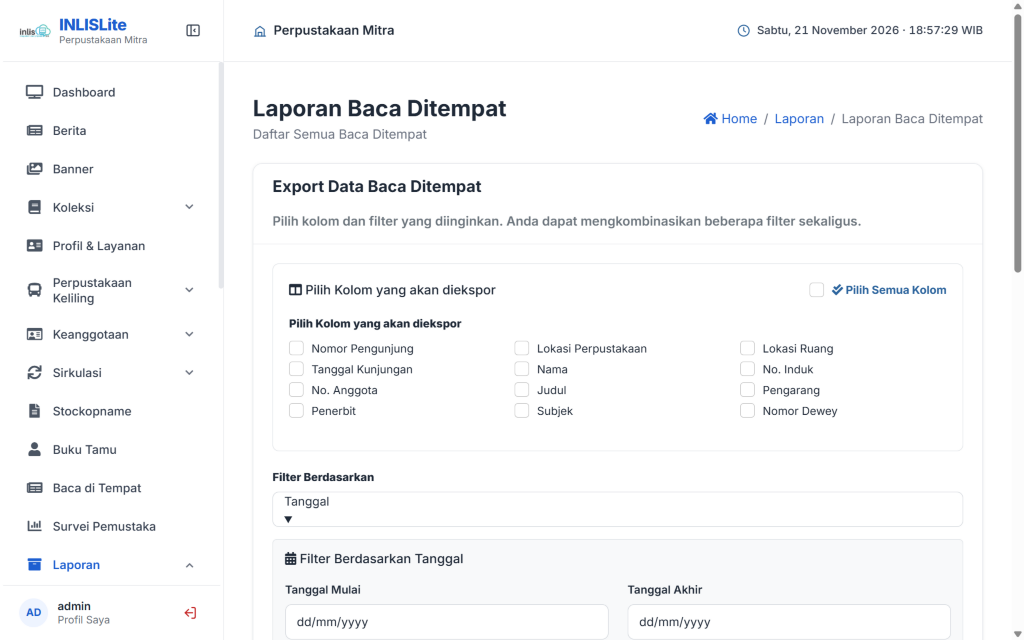 inlis
INLISLite
Perpustakaan Mitra
Perpustakaan Mitra
Sabtu, 21 November 2026 · 18:57:29 WIB
Dashboard
Berita
Banner
Koleksi
Profil & Layanan
Perpustakaan
Keliling
Keanggotaan
Sirkulasi
Stockopname
Buku Tamu
Baca di Tempat
Survei Pemustaka
Laporan
AD
admin
Profil Saya
Laporan Baca Ditempat
Daftar Semua Baca Ditempat
Home / Laporan / Laporan Baca Ditempat
Export Data Baca Ditempat
Pilih kolom dan filter yang diinginkan. Anda dapat mengkombinasikan beberapa filter sekaligus.
Pilih Kolom yang akan diekspor
Pilih Semua Kolom
Pilih Kolom yang akan diekspor
Nomor Pengunjung
Lokasi Perpustakaan
Lokasi Ruang
Tanggal Kunjungan
Nama
No. Induk
No. Anggota
Judul
Pengarang
Penerbit
Subjek
Nomor Dewey
Filter Berdasarkan
Tanggal
Filter Berdasarkan Tanggal
Tanggal Mulai
Tanggal Akhir
dd/mm/yyyy
dd/mm/yyyy